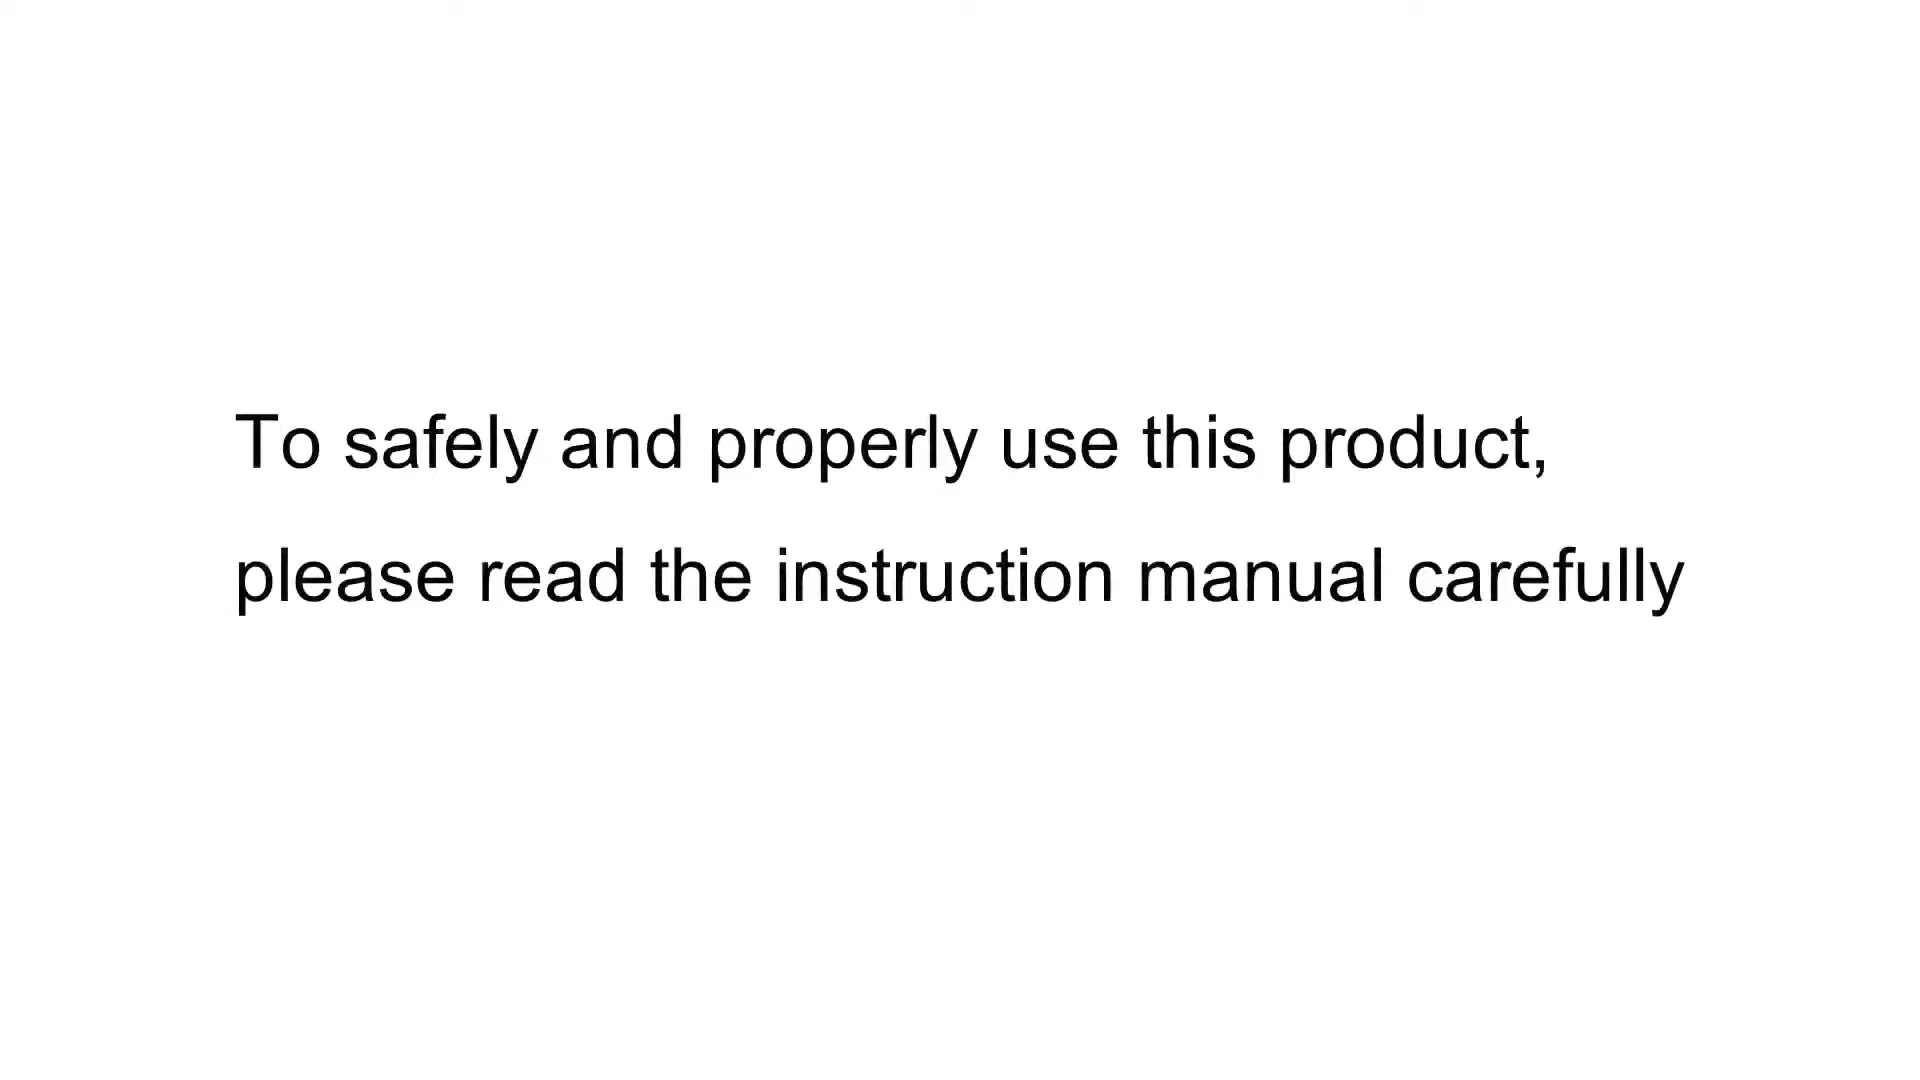 To safely and properly use this product,
please read the instruction manual carefully